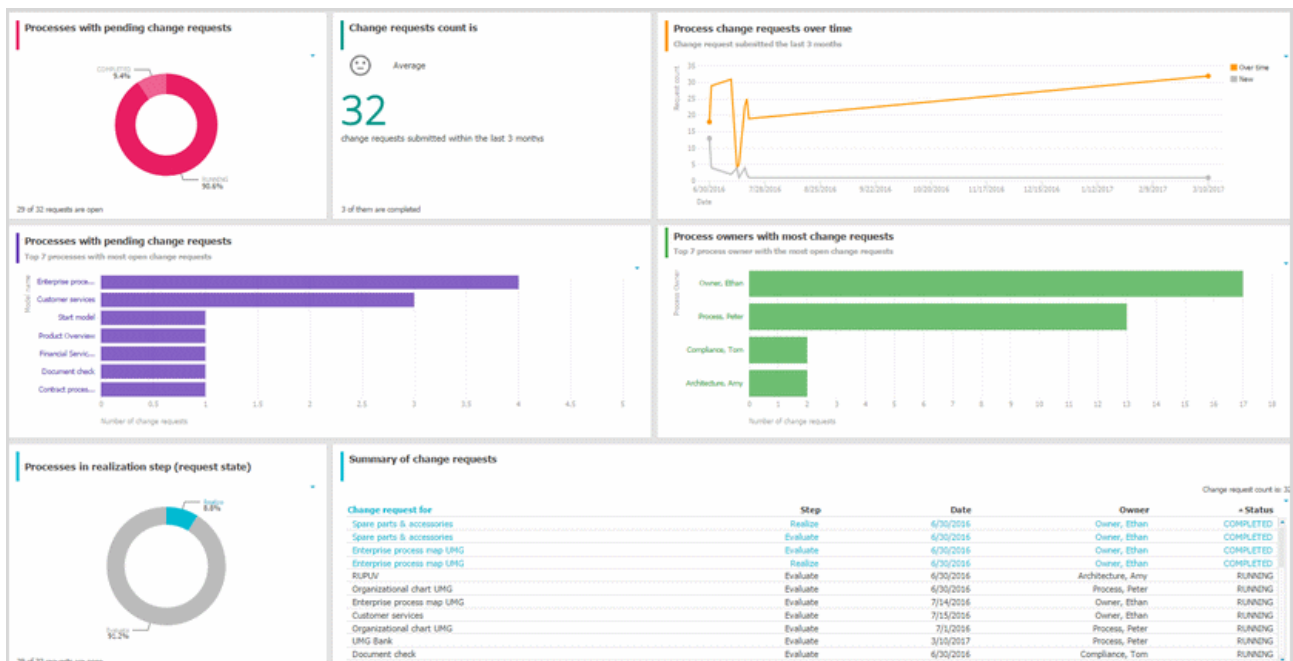 Processes with pending change requests
COMPLETED
9.4%
RUNNING
90.6%
29 of 32 requests are open
Change requests count is
Average
32
change requests submitted within the last 3 months
3 of them are completed
Process change requests over time
Change request submitted the last 3 months
Request count
35
30
25
20
15
10
5
0
6/30/2016 7/28/2016 8/25/2016 9/22/2016 10/20/2016 11/17/2016 12/15/2016 1/12/2017 2/9/2017 3/10/2017
Date
Over time
New
Processes with pending change requests
Top 7 processes with most open change requests
Model name
Enterprise proce...
Customer services
Start model
Product Overview
Financial Servic...
Document check
Contract proces...
0 0.5 1 1.5 2 2.5 3 3.5 4 4.5 5
Number of change requests
Process owners with most change requests
Top 7 process owner with the most open change requests
Process Owner
Owner, Ethan
Process, Peter
Compliance, Tom
Architecture, Amy
0 1 2 3 4 5 6 7 8 9 10 11 12 13 14 15 16 17 18
Number of change requests
Processes in realization step (request state)
Realize
8.8%
Evaluate
91.2%
Summary of change requests
Change request count is: 32
Change request for Step Date Owner Status
Spare parts & accessories Realize 6/30/2016 Owner, Ethan COMPLETED
Spare parts & accessories Evaluate 6/30/2016 Owner, Ethan COMPLETED
Enterprise process map UMG Evaluate 6/30/2016 Owner, Ethan COMPLETED
Enterprise process map UMG Realize 6/30/2016 Owner, Ethan COMPLETED
RUPUV Evaluate 6/30/2016 Architecture, Amy RUNNING
Organizational chart UMG Evaluate 6/30/2016 Process, Peter RUNNING
Enterprise process map UMG Evaluate 7/14/2016 Owner, Ethan RUNNING
Customer services Evaluate 7/15/2016 Owner, Ethan RUNNING
Organizational chart UMG Evaluate 7/1/2016 Process, Peter RUNNING
UMG Bank Evaluate 3/10/2017 Process, Peter RUNNING
Document check Evaluate 6/30/2016 Compliance, Tom RUNNING